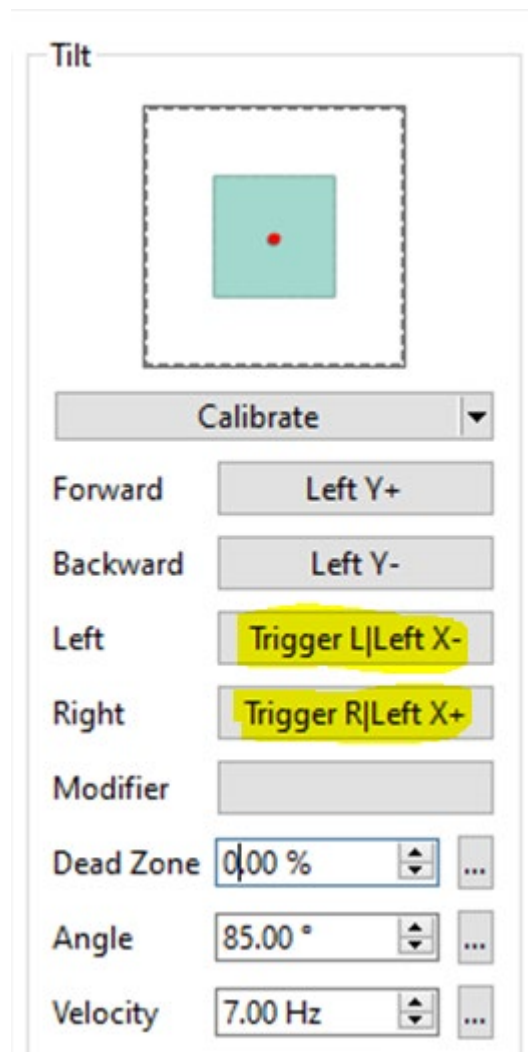 Tilt
Calibrate
Forward Left Y+
Backward Left Y-
Left Trigger L|Left X-
Right Trigger R|Left X+
Modifier
Dead Zone 0.00 % ...
Angle 85.00 ° ...
Velocity 7.00 Hz ...